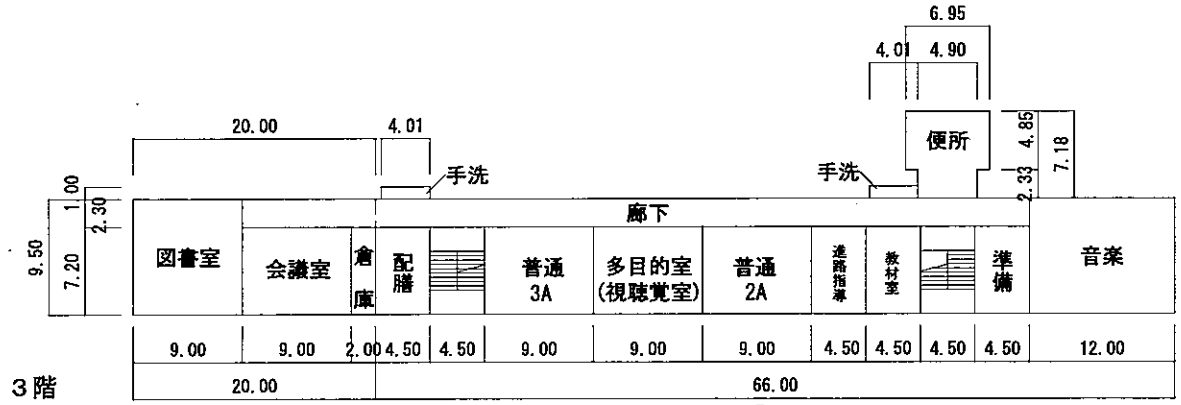 6.95
4.01 4.90
20.00 4.01
便所
4.85
7.18
2.33
手洗
手洗
1.00
2.30
廊下
9.50
7.20
図書室
会議室
倉庫
配膳
普通
3A
多目的室
(視聴覚室)
普通
2A
進路指導
教材室
準備
音楽
9.00 9.00 2.00 4.50 4.50 9.00 9.00 9.00 4.50 4.50 4.50 4.50 12.00
3階
20.00 66.00